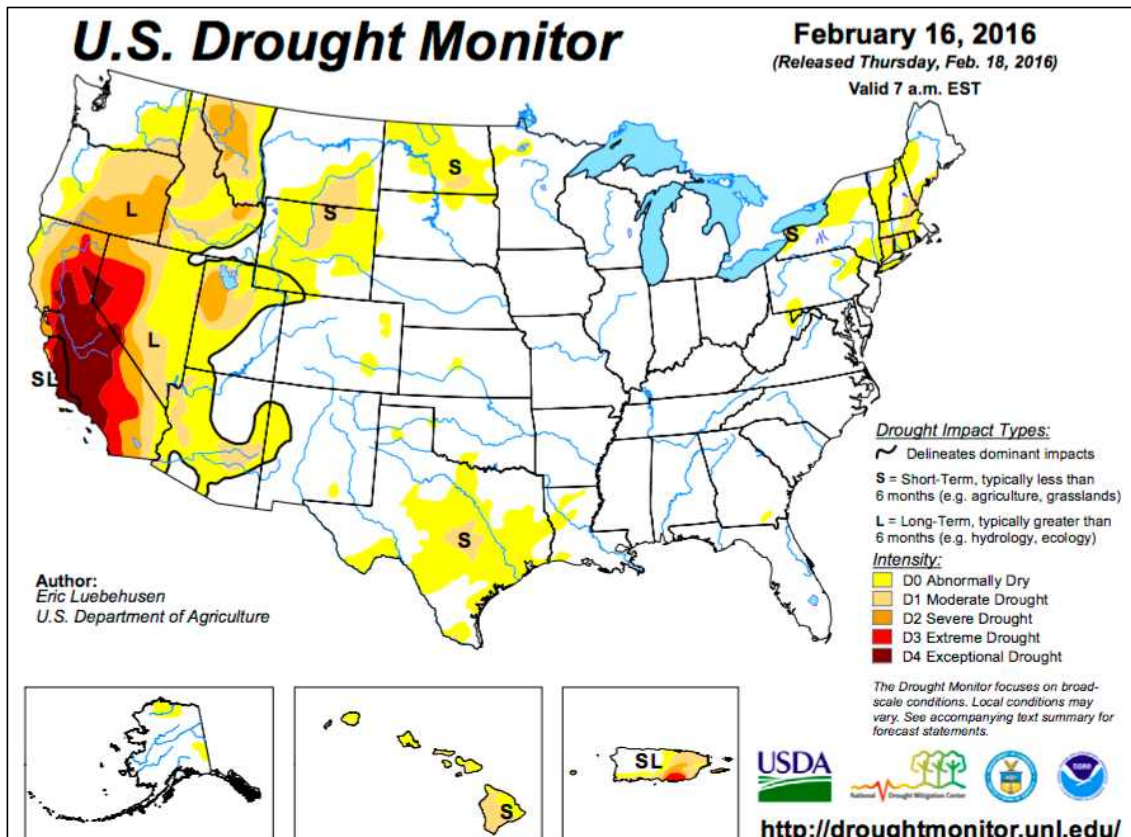 U.S. Drought Monitor
February 16, 2016
(Released Thursday, Feb. 18, 2016)
Valid 7 a.m. EST
S
L
S
S
L
SL
S
Drought Impact Types:
Delineates dominant impacts
S = Short-Term, typically less than
6 months (e.g. agriculture, grasslands)
L = Long-Term, typically greater than
6 months (e.g. hydrology, ecology)
Intensity:
D0 Abnormally Dry
D1 Moderate Drought
D2 Severe Drought
D3 Extreme Drought
D4 Exceptional Drought
Author:
Eric Luebehusen
U.S. Department of Agriculture
The Drought Monitor focuses on broad-
scale conditions. Local conditions may
vary. See accompanying text summary for
forecast statements.
S
SL
USDA
National Drought Mitigation Center
http://droughtmonitor.unl.edu/